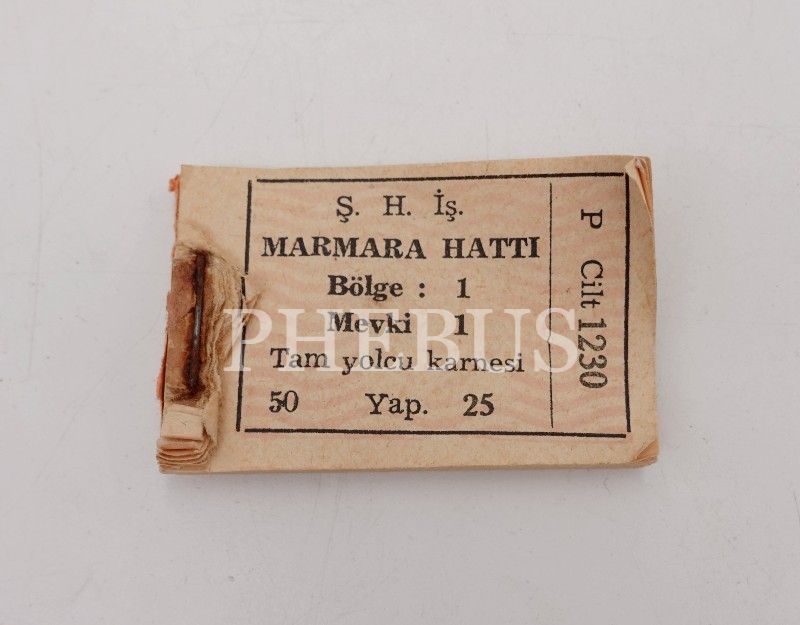 Ş. H. İş.
MARMARA HATTI
Bölge : 1
Mevki 1
Tam yolcu karnesi
50 Yap. 25
P Cilt 1230
PHEBUS